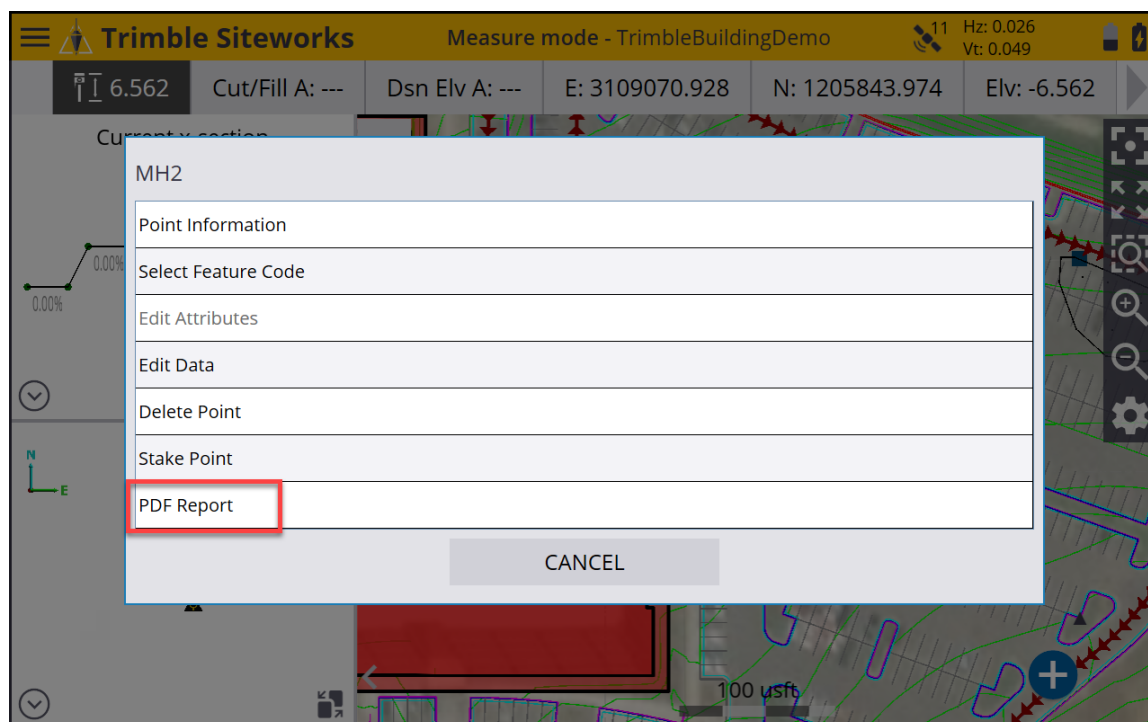 Trimble Siteworks
Measure mode - TrimbleBuildingDemo
11
Hz: 0.026
Vt: 0.049
6.562
Cut/Fill A: ---
Dsn Elv A: ---
E: 3109070.928
N: 1205843.974
Elv: -6.562
Current x-section
0.00%
0.00%
MH2
Point Information
Select Feature Code
Edit Attributes
Edit Data
Delete Point
Stake Point
PDF Report
CANCEL
N
E
100 usft